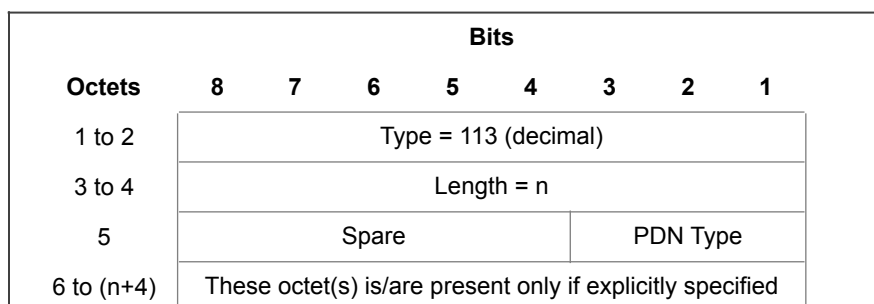 Bits
Octets 8 7 6 5 4 3 2 1
1 to 2 Type = 113 (decimal)
3 to 4 Length = n
5 Spare PDN Type
6 to (n+4) These octet(s) is/are present only if explicitly specified